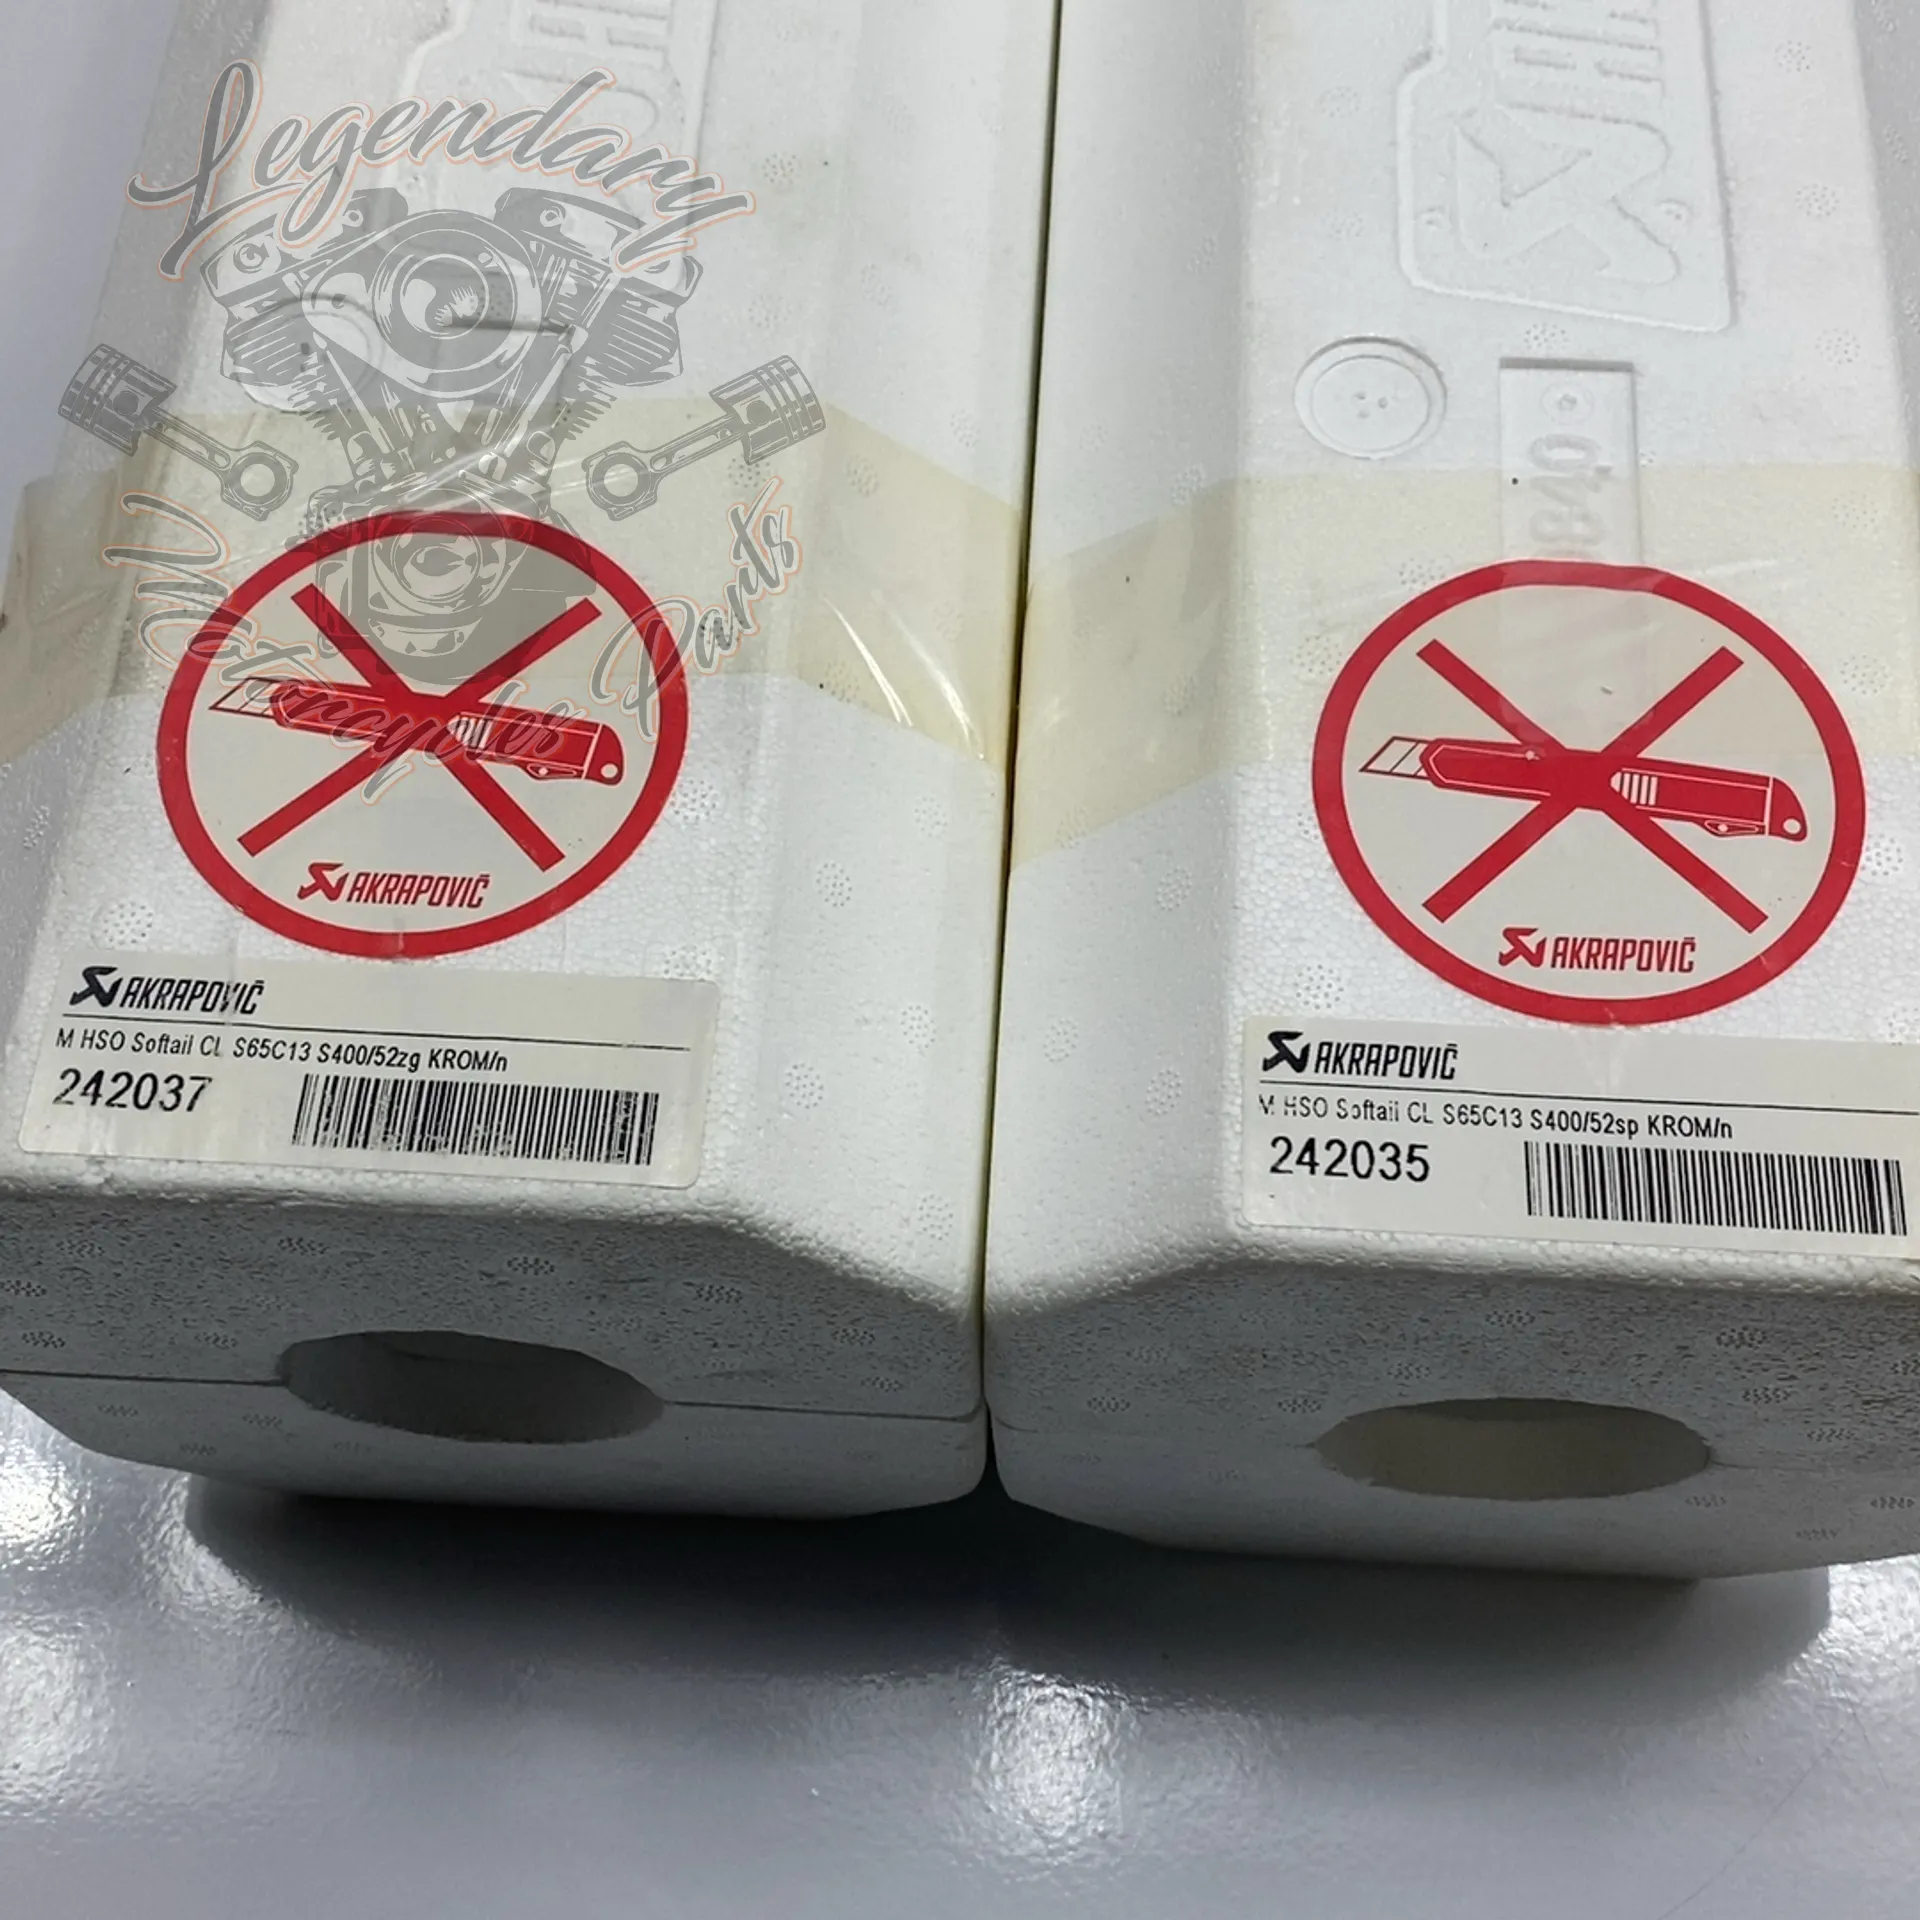 Legendary
Motorcycles Parts
AKRAPOVIČ
AKRAPOVIČ
M HSO Softail CL S65C13 S400/52zg KROM/n
242037
AKRAPOVIČ
AKRAPOVIČ
M HSO Softail CL S65C13 S400/52sp KROM/n
242035